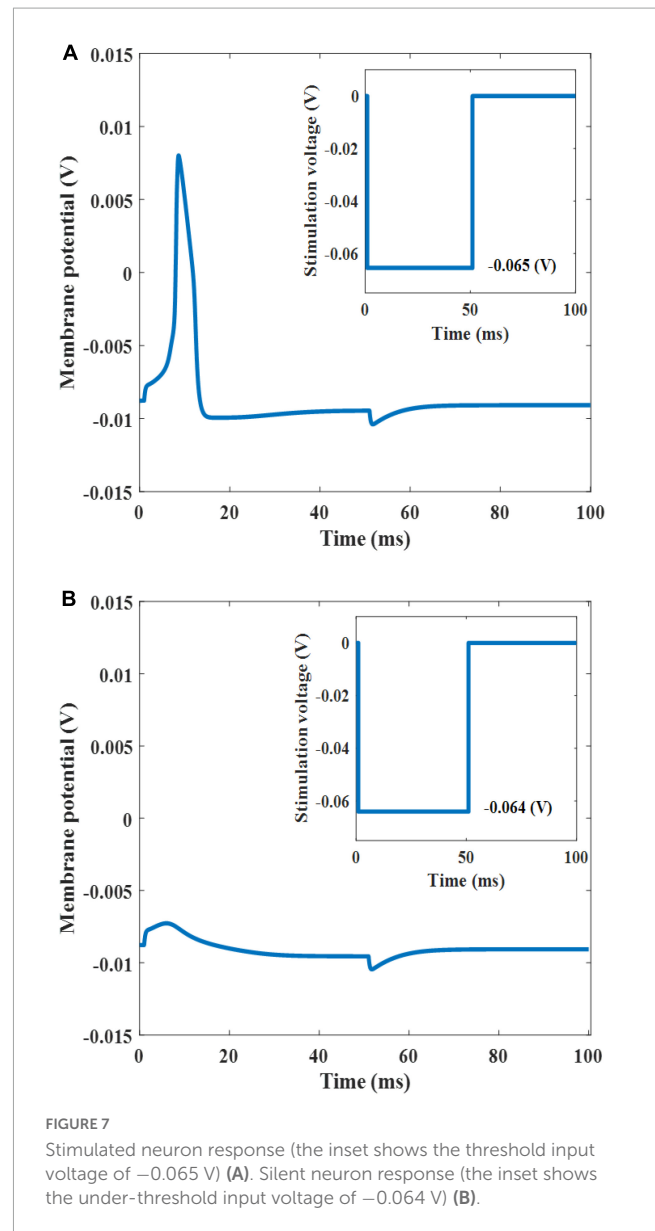 A
0.015
0.01
0.005
0
-0.005
-0.01
-0.015
Membrane potential (V)
0 20 40 60 80 100
Time (ms)
0
-0.02
-0.04
-0.06
Stimulation voltage (V)
-0.065 (V)
0 50 100
Time (ms)
B
0.015
0.01
0.005
0
-0.005
-0.01
-0.015
Membrane potential (V)
0 20 40 60 80 100
Time (ms)
0
-0.02
-0.04
-0.06
Stimulation voltage (V)
-0.064 (V)
0 50 100
Time (ms)
FIGURE 7
Stimulated neuron response (the inset shows the threshold input
voltage of −0.065 V) (A). Silent neuron response (the inset shows
the under-threshold input voltage of −0.064 V) (B).